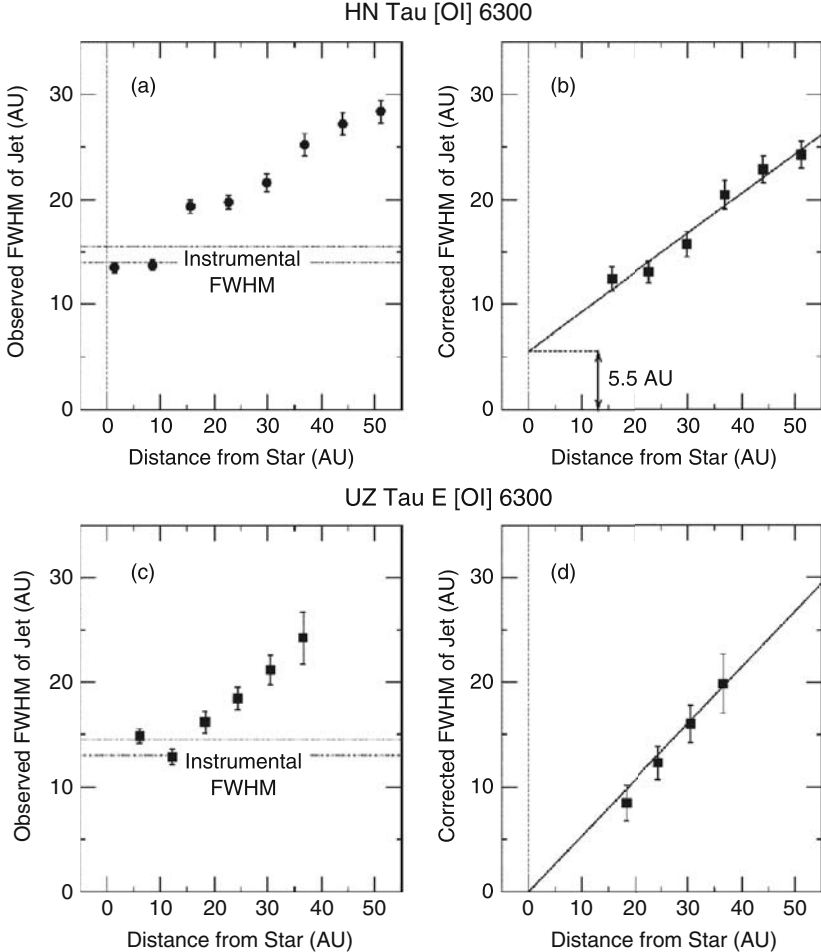 HN Tau [OI] 6300
(a)
30
20
10
0
Observed FWHM of Jet (AU)
Instrumental
FWHM
0 10 20 30 40 50
Distance from Star (AU)
(b)
30
20
10
0
Corrected FWHM of Jet (AU)
5.5 AU
0 10 20 30 40 50
Distance from Star (AU)
UZ Tau E [OI] 6300
(c)
30
20
10
0
Observed FWHM of Jet (AU)
Instrumental
FWHM
0 10 20 30 40 50
Distance from Star (AU)
(d)
30
20
10
0
Corrected FWHM of Jet (AU)
0 10 20 30 40 50
Distance from Star (AU)